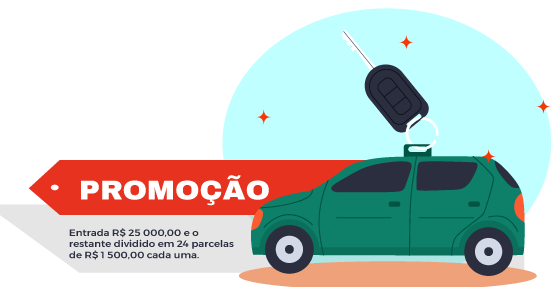 PROMOÇÃO
Entrada R$ 25 000,00 e o
restante dividido em 24 parcelas
de R$ 1 500,00 cada uma.